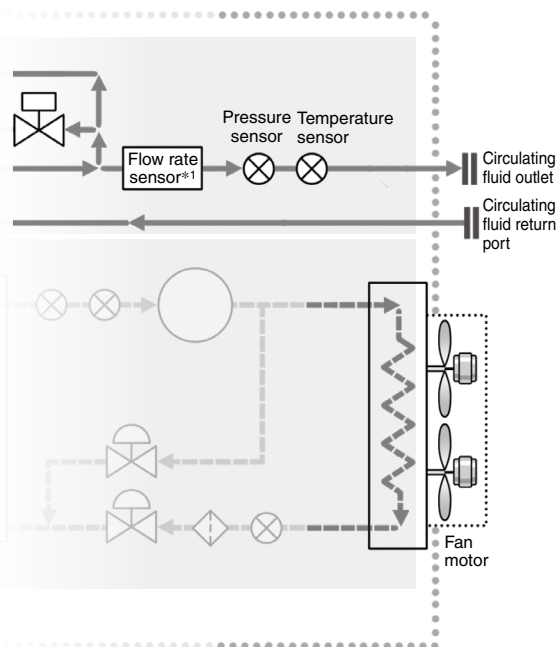 Pressure
sensor
Temperature
sensor
Flow rate
sensor*1
Circulating
fluid outlet
Circulating
fluid return
port
Fan
motor